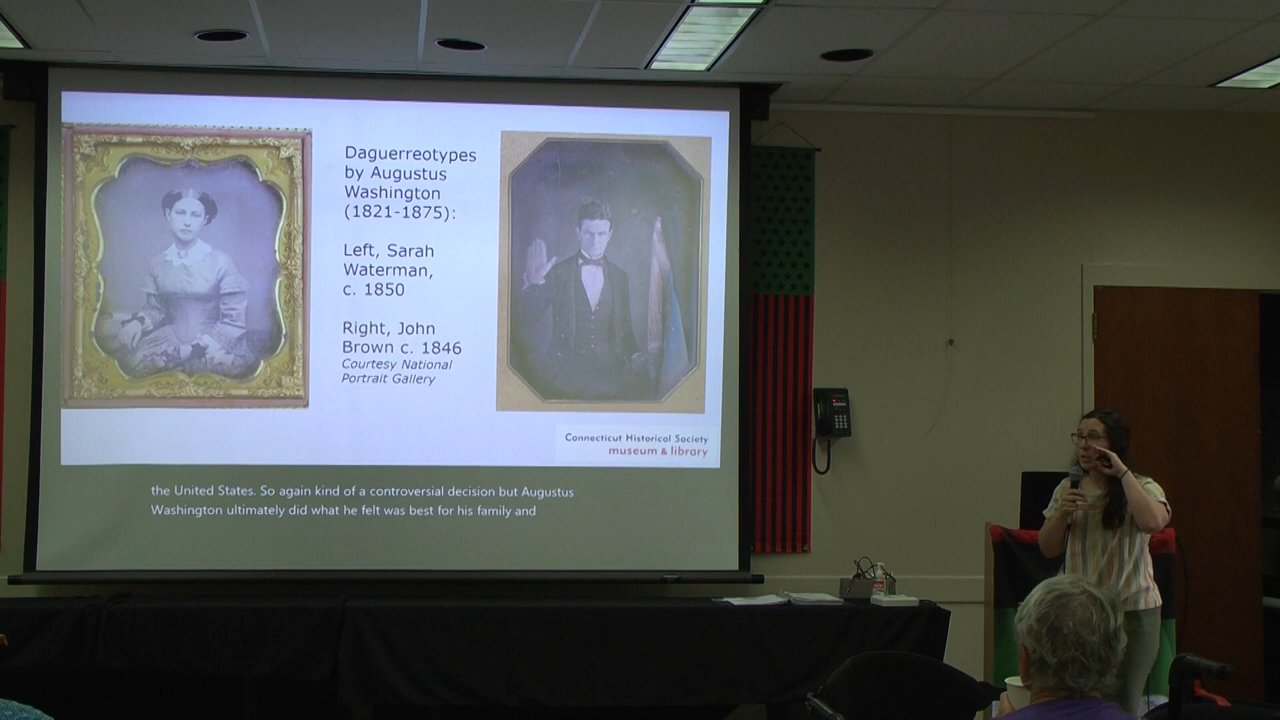 Daguerreotypes
by Augustus
Washington
(1821-1875):
Left, Sarah
Waterman,
c. 1850
Right, John
Brown c. 1846
Courtesy National
Portrait Gallery
Connecticut Historical Society
museum & library
the United States. So again kind of a controversial decision but Augustus
Washington ultimately did what he felt was best for his family and